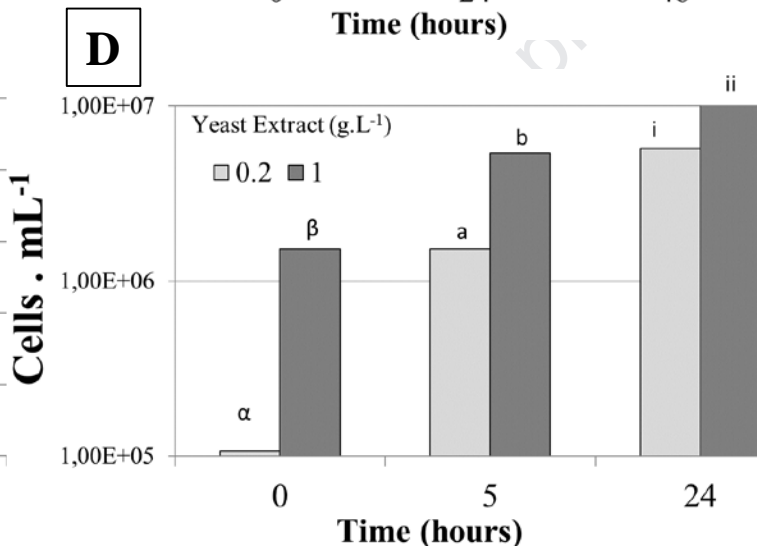 Time (hours)
D
ii
1,00E+07
i
Yeast Extract (g.L-1)
b
0.2 1
β
a
1,00E+06
α
1,00E+05
0 5 24
Time (hours)
Cells . mL-1